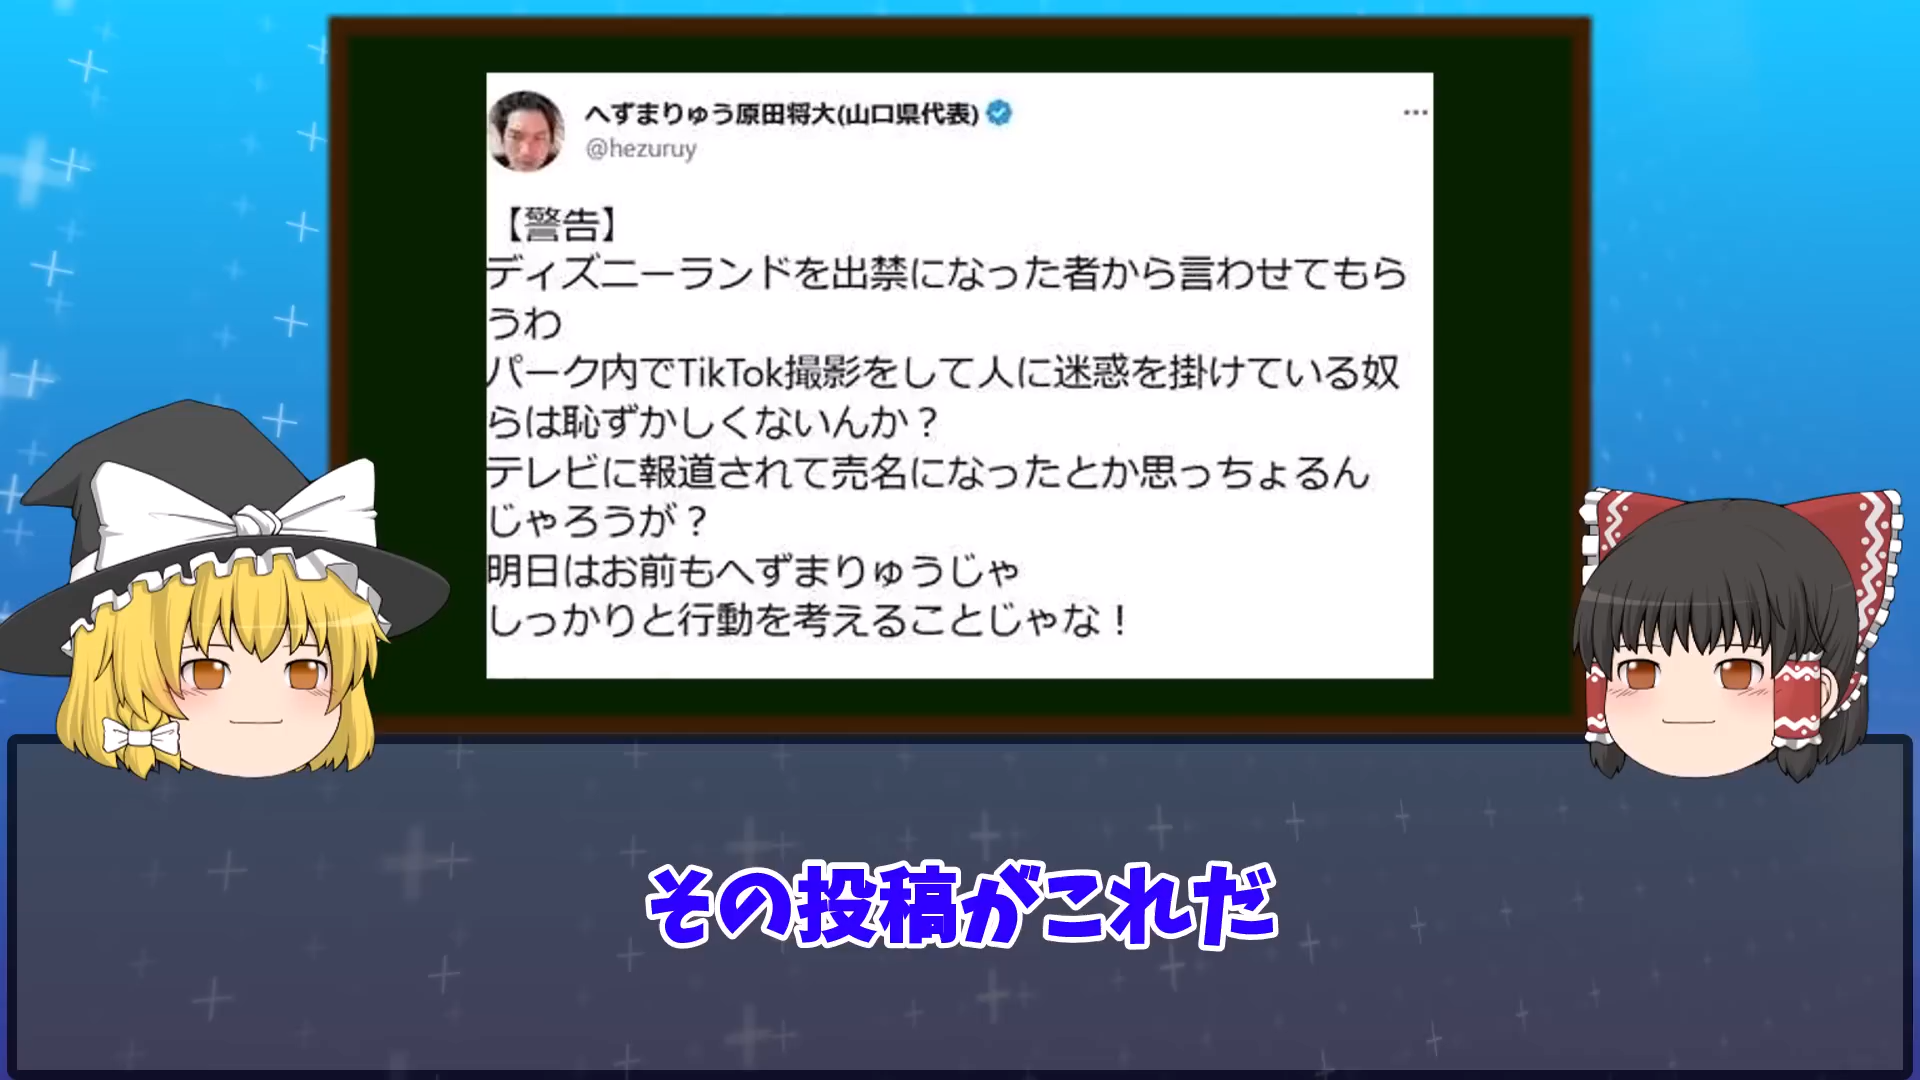 へずまりゅう原田将大(山口県代表)
@hezuruy
【警告】
ディズニーランドを出禁になった者から言わせてもら
うわ
パーク内でTikTok撮影をして人に迷惑を掛けている奴
らは恥ずかしくないんか？
テレビに報道されて売名になったとか思っちょるん
じゃろうが？
明日はお前もへずまりゅうじゃ
しっかりと行動を考えることじゃな！
その投稿がこれだ